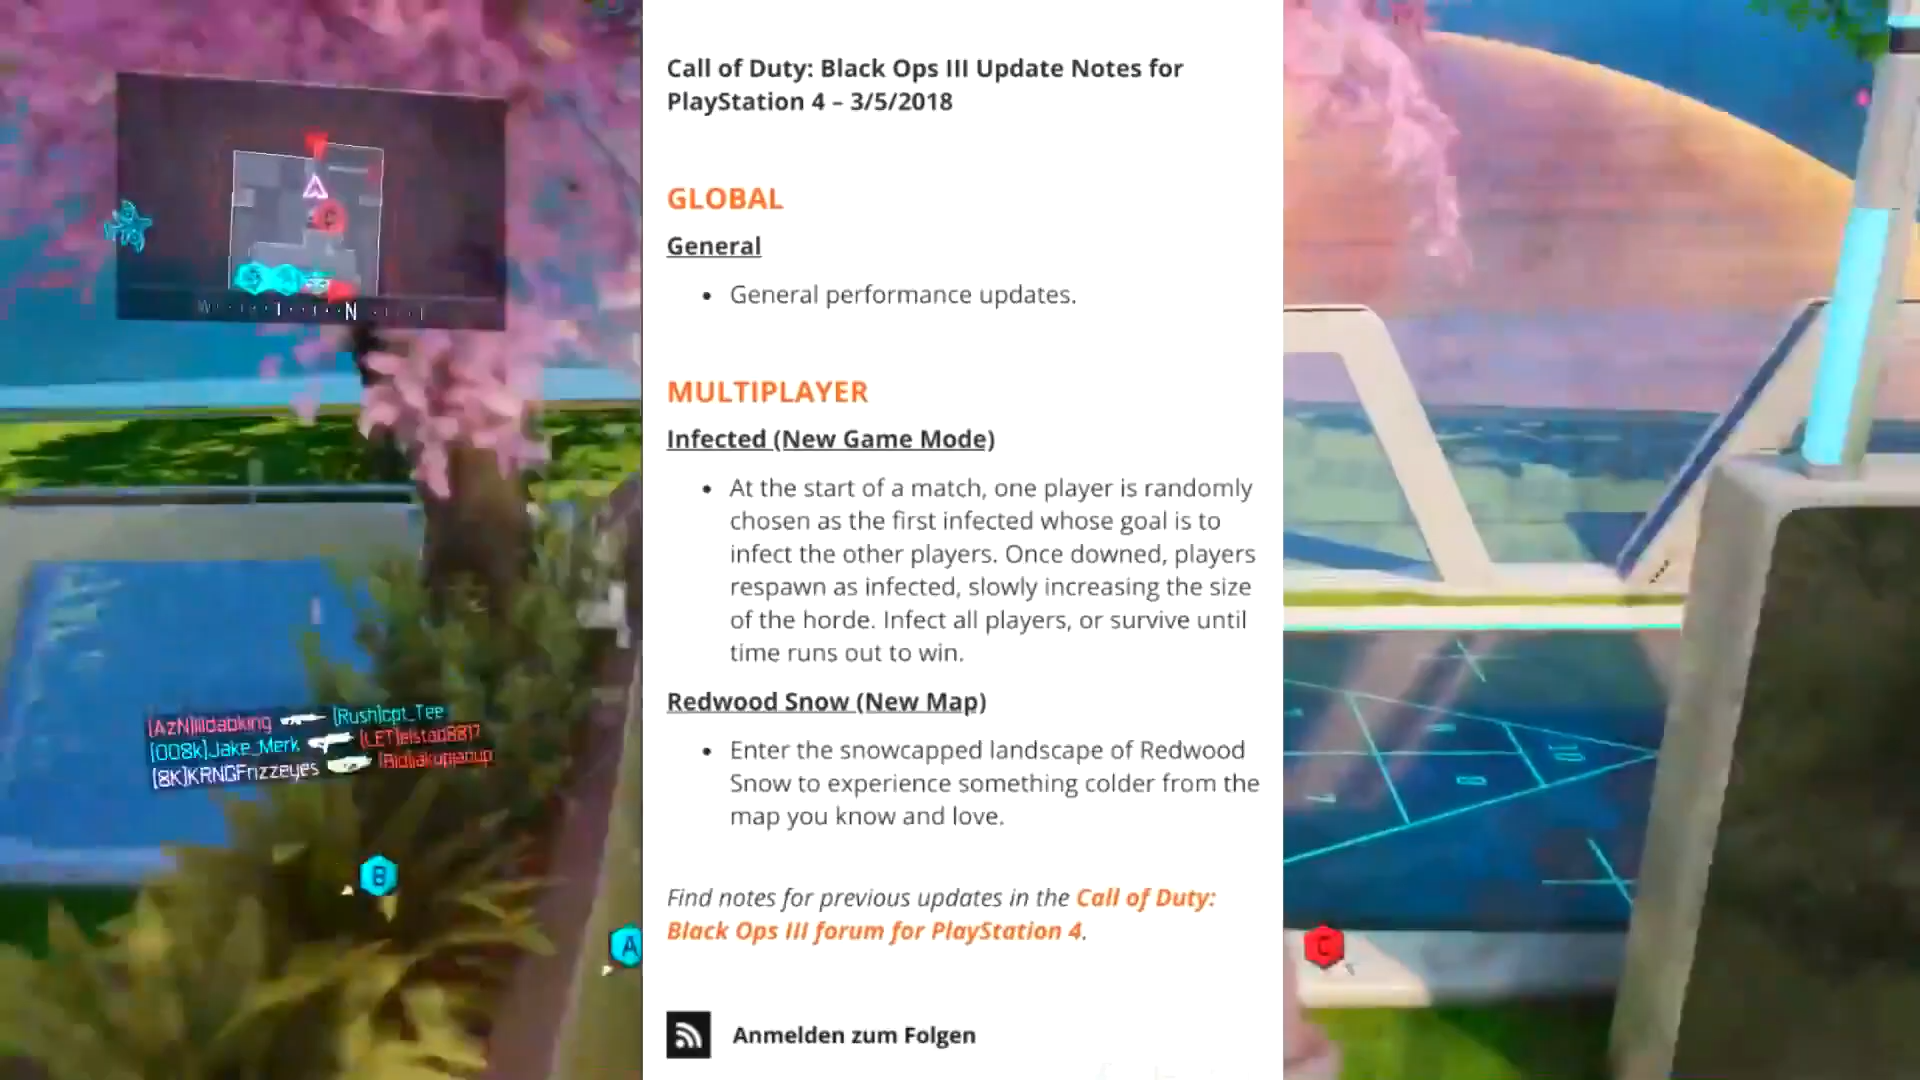 Call of Duty: Black Ops III Update Notes for
PlayStation 4 – 3/5/2018
GLOBAL
General
• General performance updates.
MULTIPLAYER
Infected (New Game Mode)
• At the start of a match, one player is randomly
chosen as the first infected whose goal is to
infect the other players. Once downed, players
respawn as infected, slowly increasing the size
of the horde. Infect all players, or survive until
time runs out to win.
Redwood Snow (New Map)
• Enter the snowcapped landscape of Redwood
Snow to experience something colder from the
map you know and love.
Find notes for previous updates in the Call of Duty:
Black Ops III forum for PlayStation 4.
Anmelden zum Folgen
N
[Rush]cpt_Tee
[008k]Jake_Merk
[8K]KRNGFrizzeyes
B
A
C